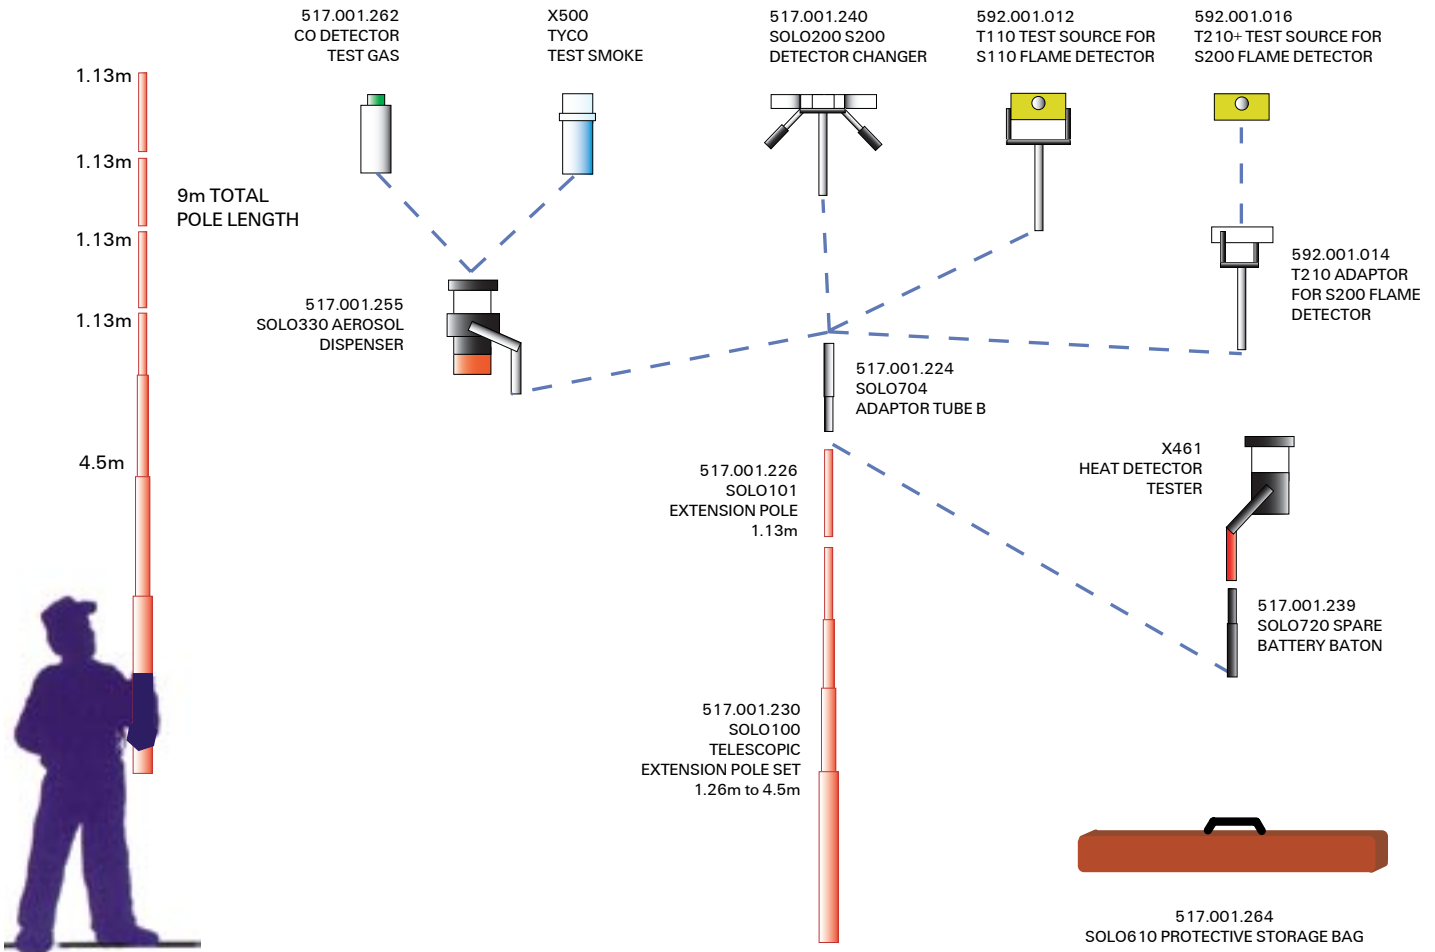 517.001.262
CO DETECTOR
TEST GAS
X500
TYCO
TEST SMOKE
517.001.240
SOLO200 S200
DETECTOR CHANGER
592.001.012
T110 TEST SOURCE FOR
S110 FLAME DETECTOR
592.001.016
T210+ TEST SOURCE FOR
S200 FLAME DETECTOR
1.13m
1.13m
9m TOTAL
POLE LENGTH
1.13m
1.13m
4.5m
517.001.255
SOLO330 AEROSOL
DISPENSER
592.001.014
T210 ADAPTOR
FOR S200 FLAME
DETECTOR
517.001.224
SOLO704
ADAPTOR TUBE B
517.001.226
SOLO101
EXTENSION POLE
1.13m
X461
HEAT DETECTOR
TESTER
517.001.239
SOLO720 SPARE
BATTERY BATON
517.001.230
SOLO100
TELESCOPIC
EXTENSION POLE SET
1.26m to 4.5m
517.001.264
SOLO610 PROTECTIVE STORAGE BAG